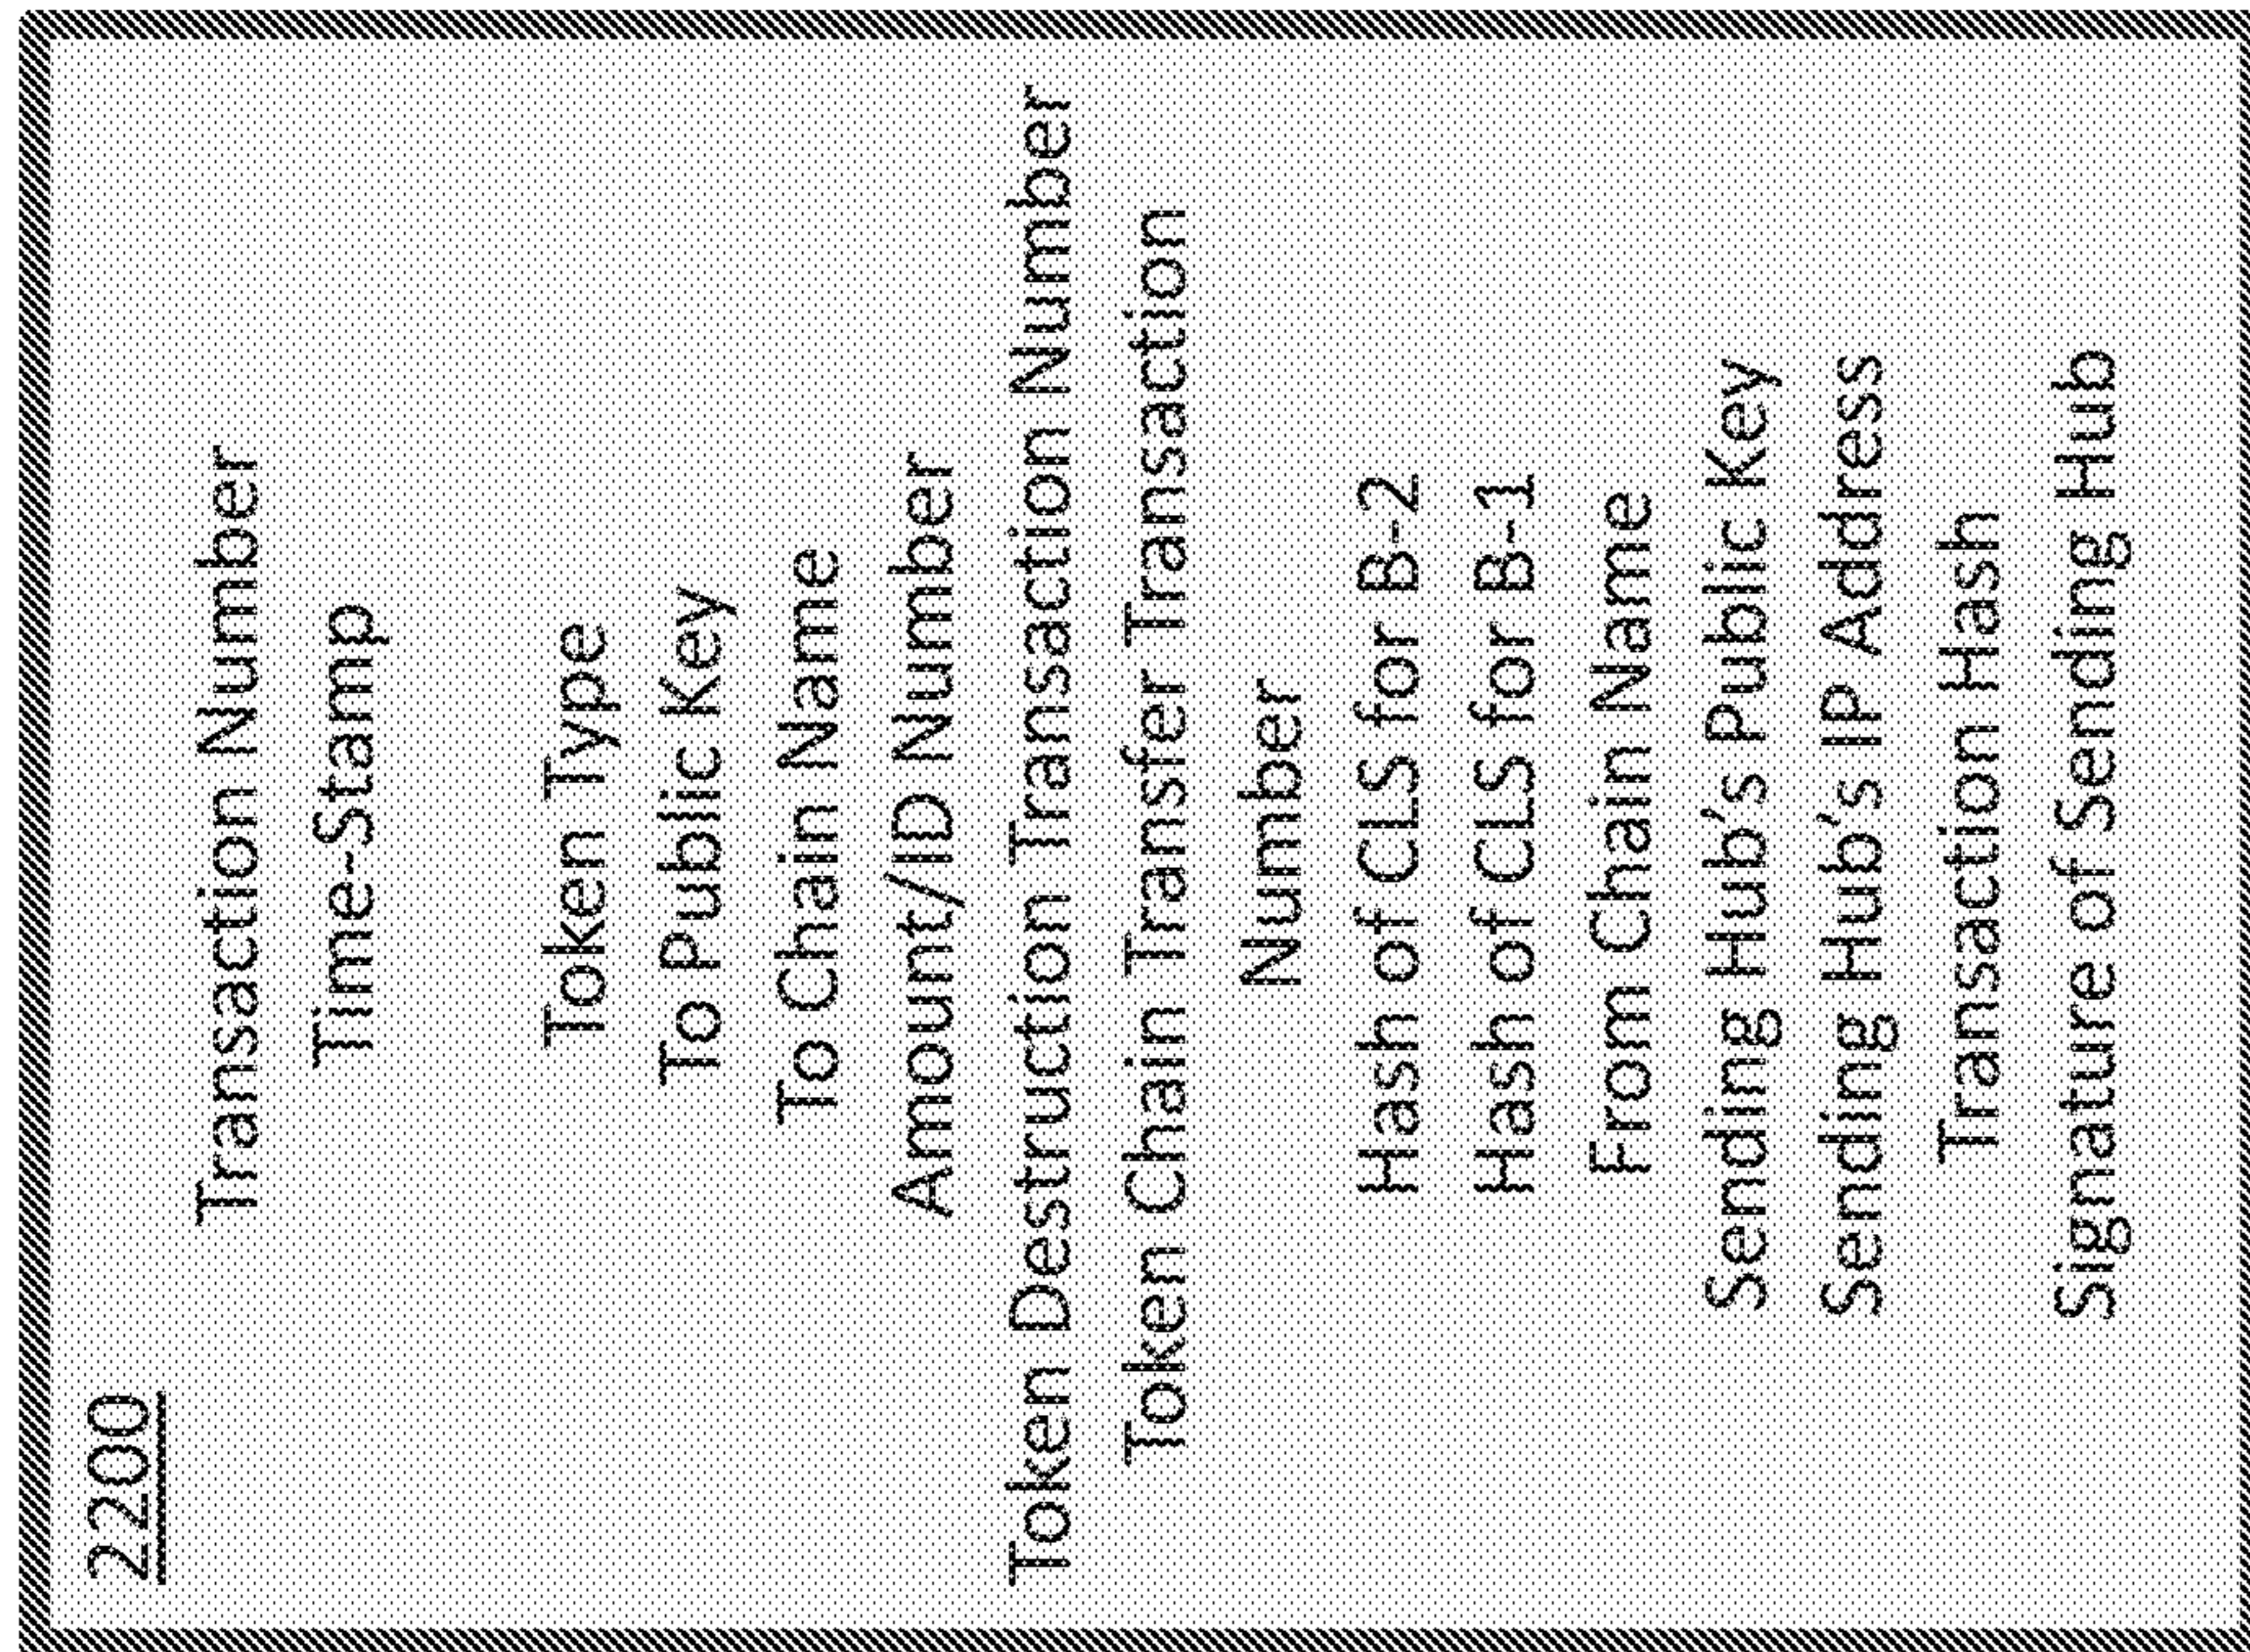 2200
Transaction Number
Time-Stamp
Token Type
To Public Key
To Chain Name
Amount/ID Number
Token Destruction Transaction Number
Token Chain Transfer Transaction
Number
Hash of CLS for B-2
Hash of CLS for B-1
From Chain Name
Sending Hub's Public Key
Sending Hub's IP Address
Transaction Hash
Signature of Sending Hub